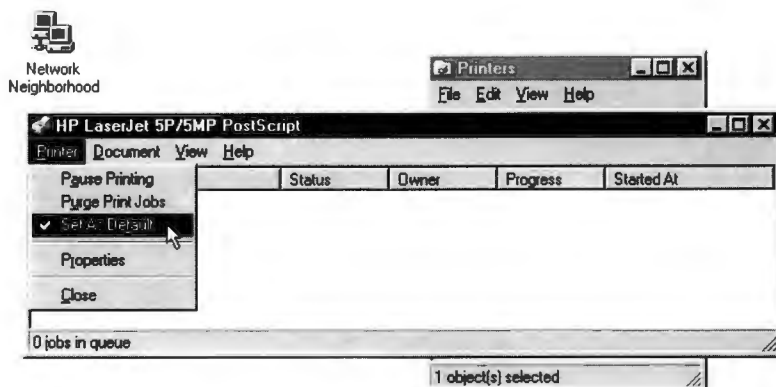 Network
Neighborhood
Printers
File Edit View Help
HP LaserJet 5P/5MP PostScript
Printer Document View Help
Status Owner Progress Started At
Pause Printing
Purge Print Jobs
Set As Default
Properties
Close
0 jobs in queue
1 object(s) selected